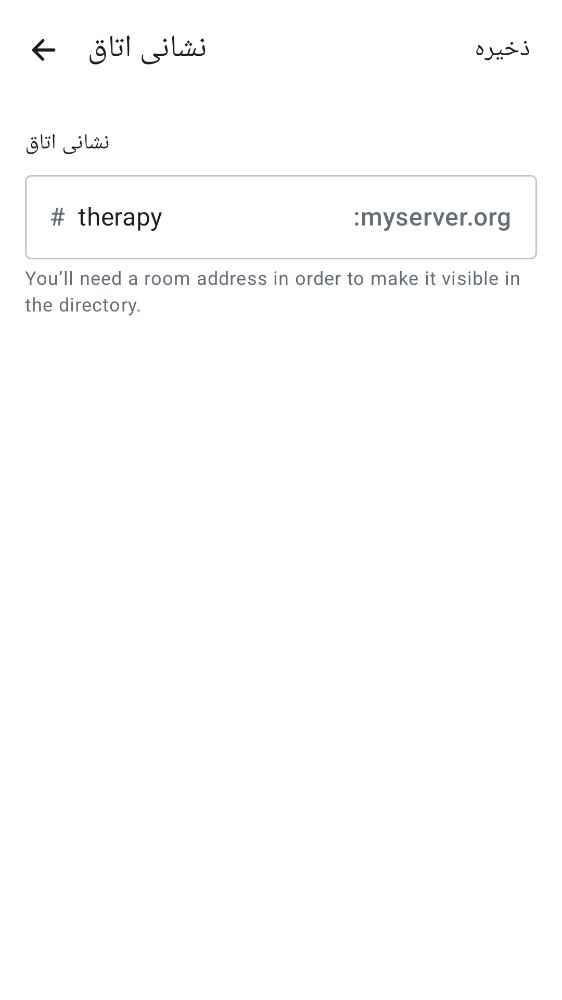 نشانی اتاق ذخیره
نشانی اتاق
# therapy :myserver.org
You’ll need a room address in order to make it visible in
the directory.